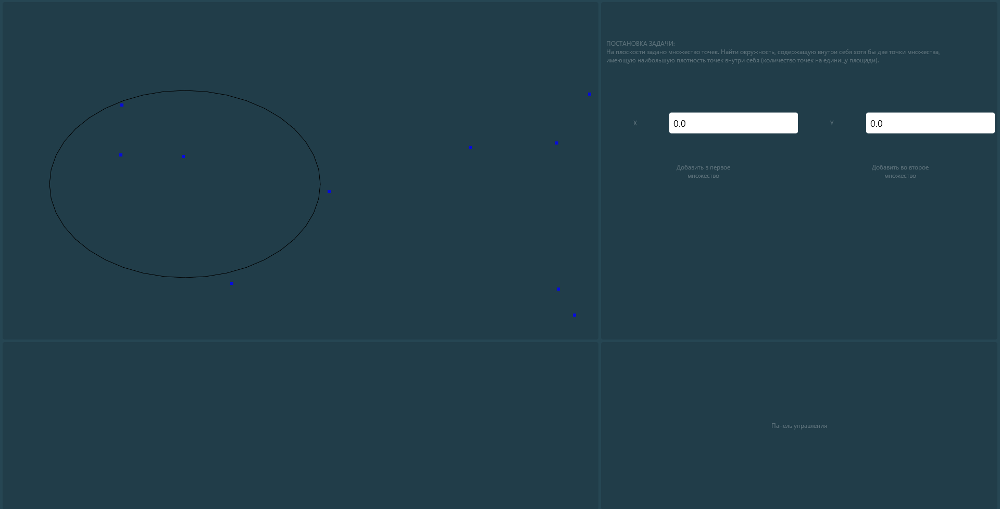 ПОСТАНОВКА ЗАДАЧИ:
На плоскости задано множество точек. Найти окружность, содержащую внутри себя хотя бы две точки множества,
имеющую наибольшую плотность точек внутри себя (количество точек на единицу площади).
X
0.0
Y
0.0
Добавить в первое
множество
Добавить во второе
множество
Панель управления